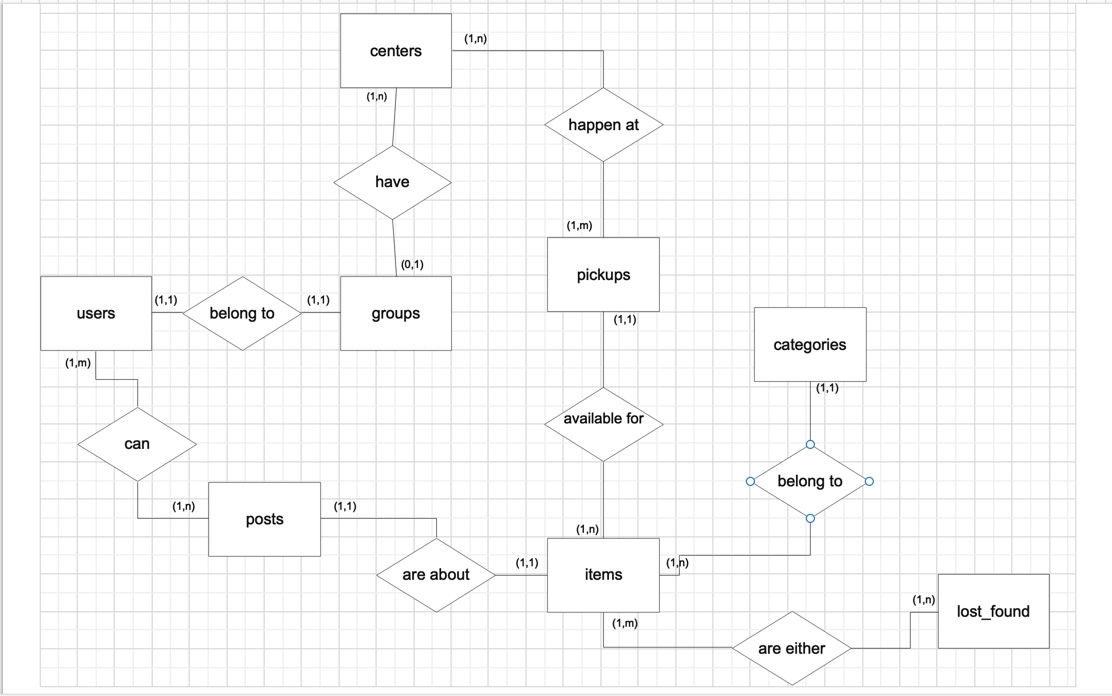 centers
(1,n)
(1,n)
happen at
have
(1,m)
(0,1)
pickups
users
(1,1)
belong to
(1,1)
groups
(1,1)
categories
(1,m)
(1,1)
available for
can
belong to
(1,n)
posts
(1,1)
(1,n)
are about
(1,1)
items
(1,n)
(1,n)
lost_found
(1,m)
are either